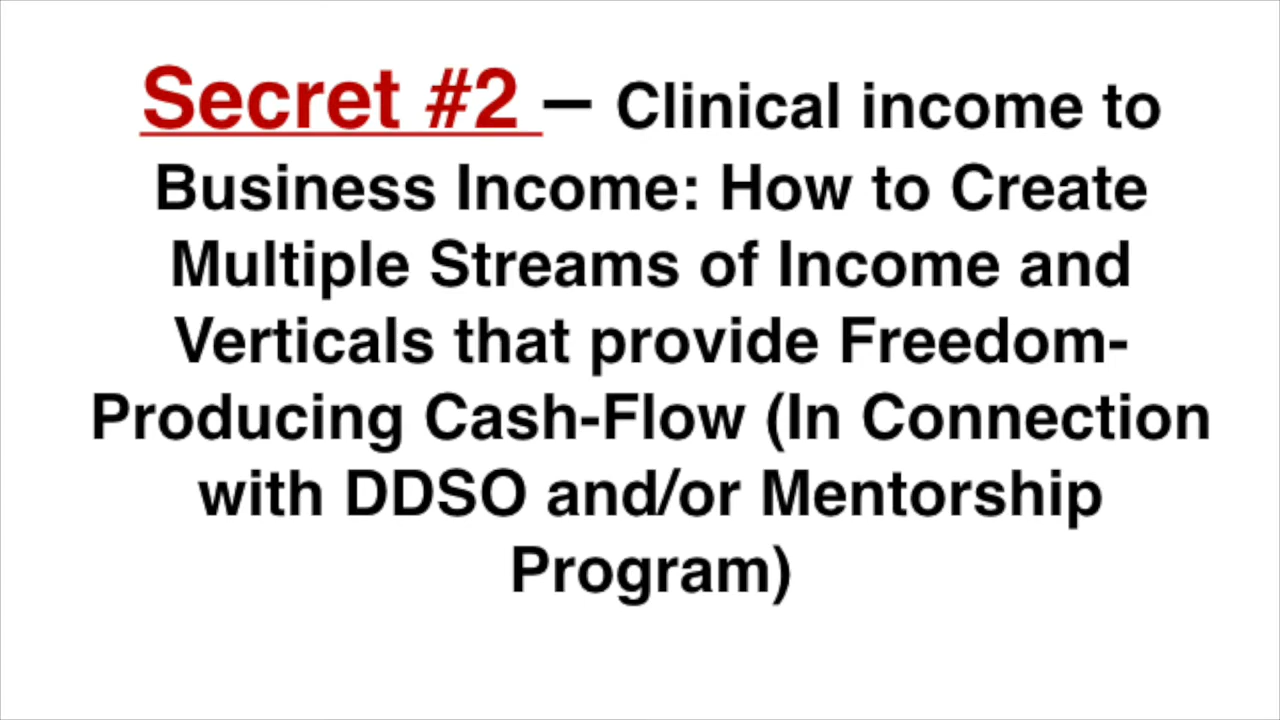 Secret #2 – Clinical income to
Business Income: How to Create
Multiple Streams of Income and
Verticals that provide Freedom-
Producing Cash-Flow (In Connection
with DDSO and/or Mentorship
Program)